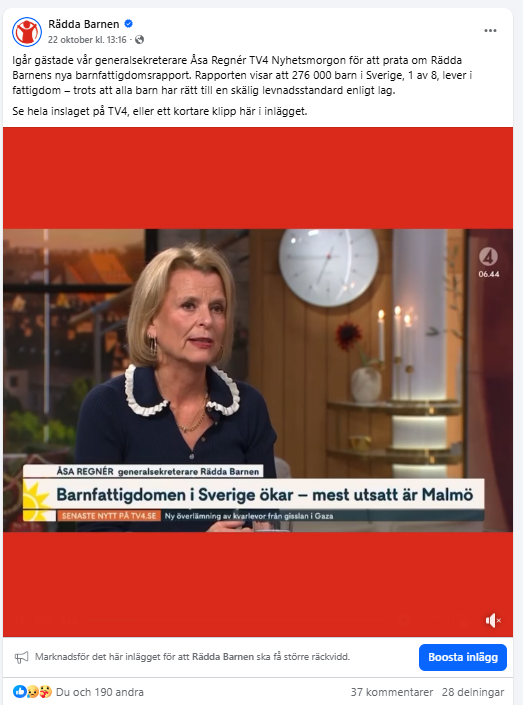 Rädda Barnen
22 oktober kl. 13:16 ·
Igår gästade vår generalsekreterare Åsa Regnér TV4 Nyhetsmorgon för att prata om Rädda
Barnens nya barnfattigdomsrapport. Rapporten visar att 276 000 barn i Sverige, 1 av 8, lever i
fattigdom – trots att alla barn har rätt till en skälig levnadsstandard enligt lag.
Se hela inslaget på TV4, eller ett kortare klipp här i inlägget.
4
06.44
ÅSA REGNÉR generalsekreterare Rädda Barnen
Barnfattigdomen i Sverige ökar – mest utsatt är Malmö
SENASTE NYTT PÅ TV4.SE Ny överlämning av kvarlevor från gisslan i Gaza
Marknadsför det här inlägget för att Rädda Barnen ska få större räckvidd.
Boosta inlägg
Du och 190 andra
37 kommentarer 28 delningar